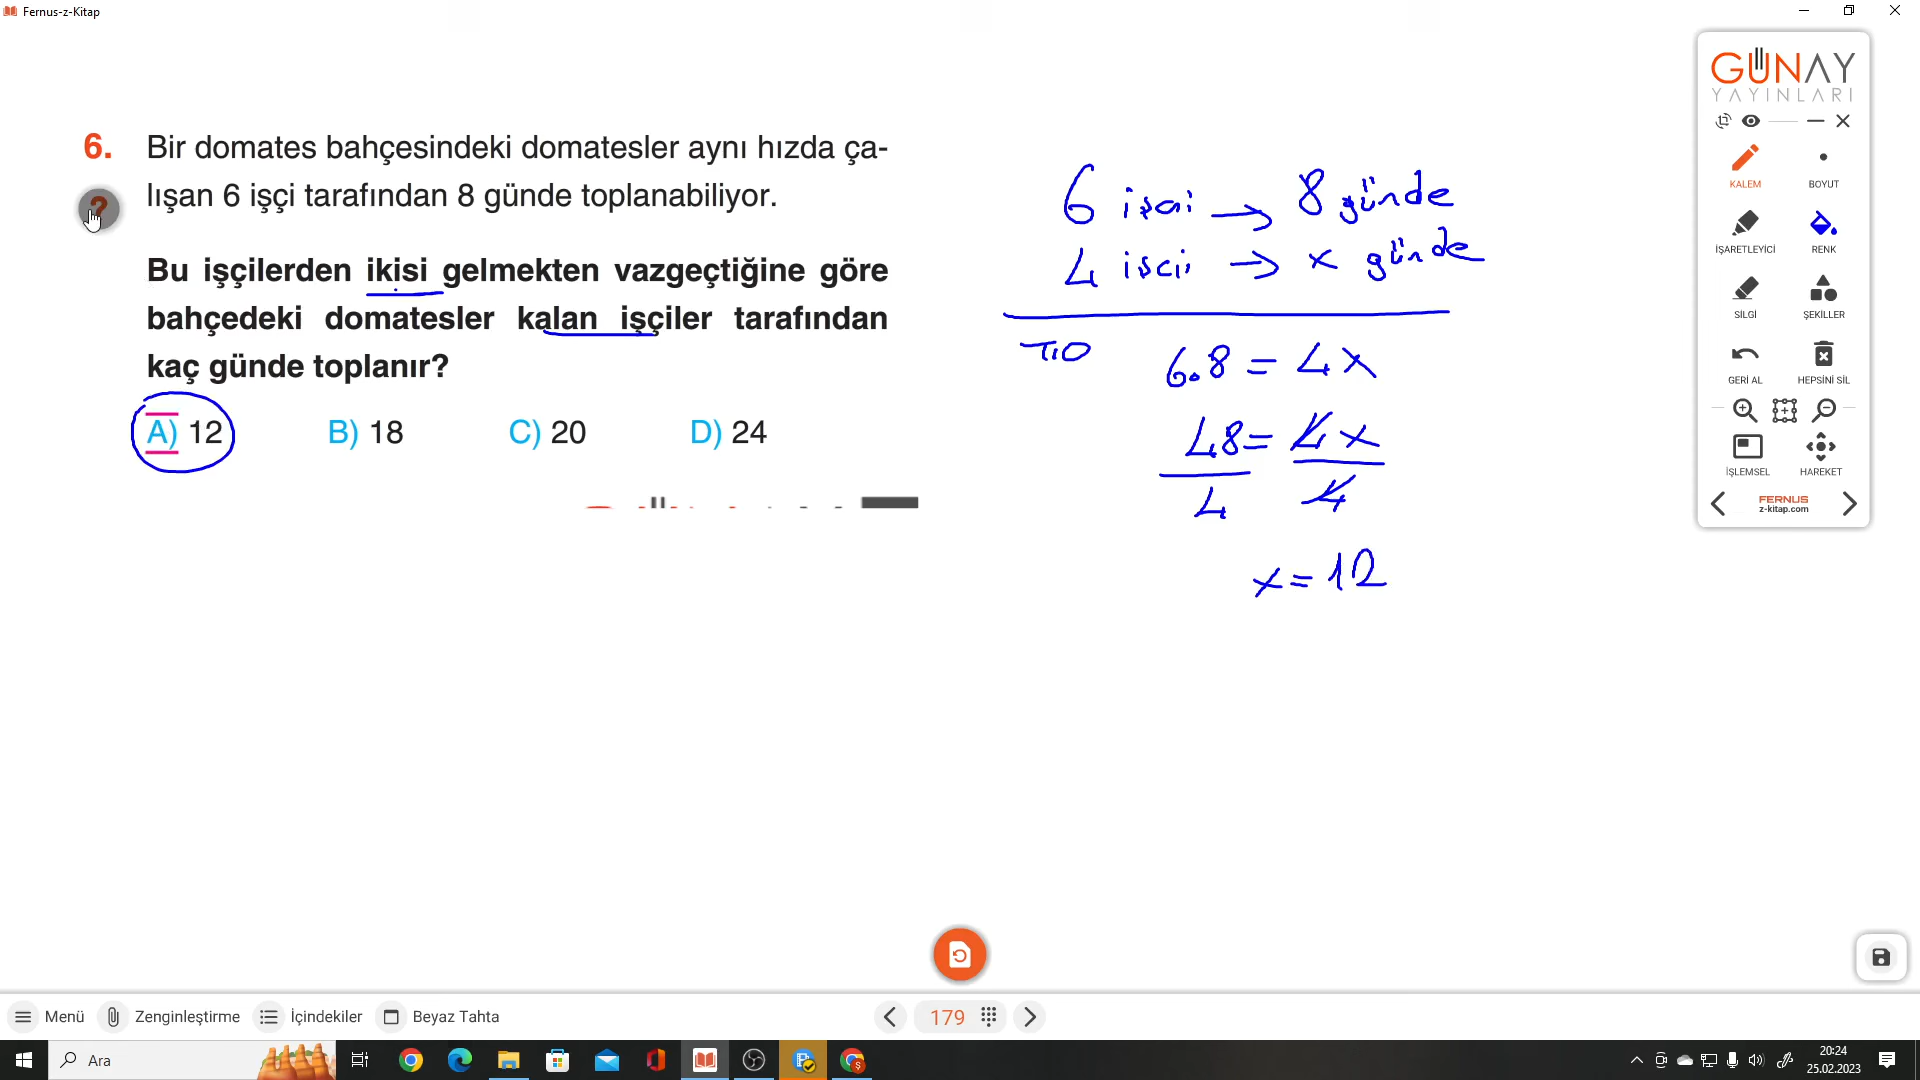 Fernus-z-Kitap
6. Bir domates bahçesindeki domatesler aynı hızda ça-
lışan 6 işçi tarafından 8 günde toplanabiliyor.
Bu işçilerden ikisi gelmekten vazgeçtiğine göre
bahçedeki domatesler kalan işçiler tarafından
kaç günde toplanır?
A) 12 B) 18 C) 20 D) 24
6 işçi → 8 günde
4 işçi → x günde
T.O
6.8 = 4x
48 = 4x
4 4
x = 12
GÜNAY
YAYINLARI
KALEM BOYUT
İŞARETLEYİCİ RENK
SİLGİ ŞEKİLLER
GERİ AL HEPSİNİ SİL
İŞLEMSEL HAREKET
FERNUS
z-kitap.com
Menü Zenginleştirme İçindekiler Beyaz Tahta 179
Ara
20:24
25.02.2023